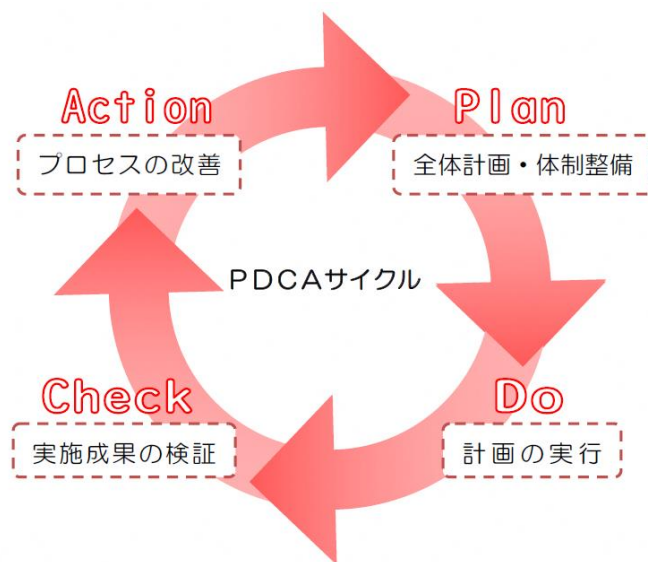 Action
プロセスの改善
Plan
全体計画・体制整備
PDCAサイクル
Check
実施成果の検証
Do
計画の実行